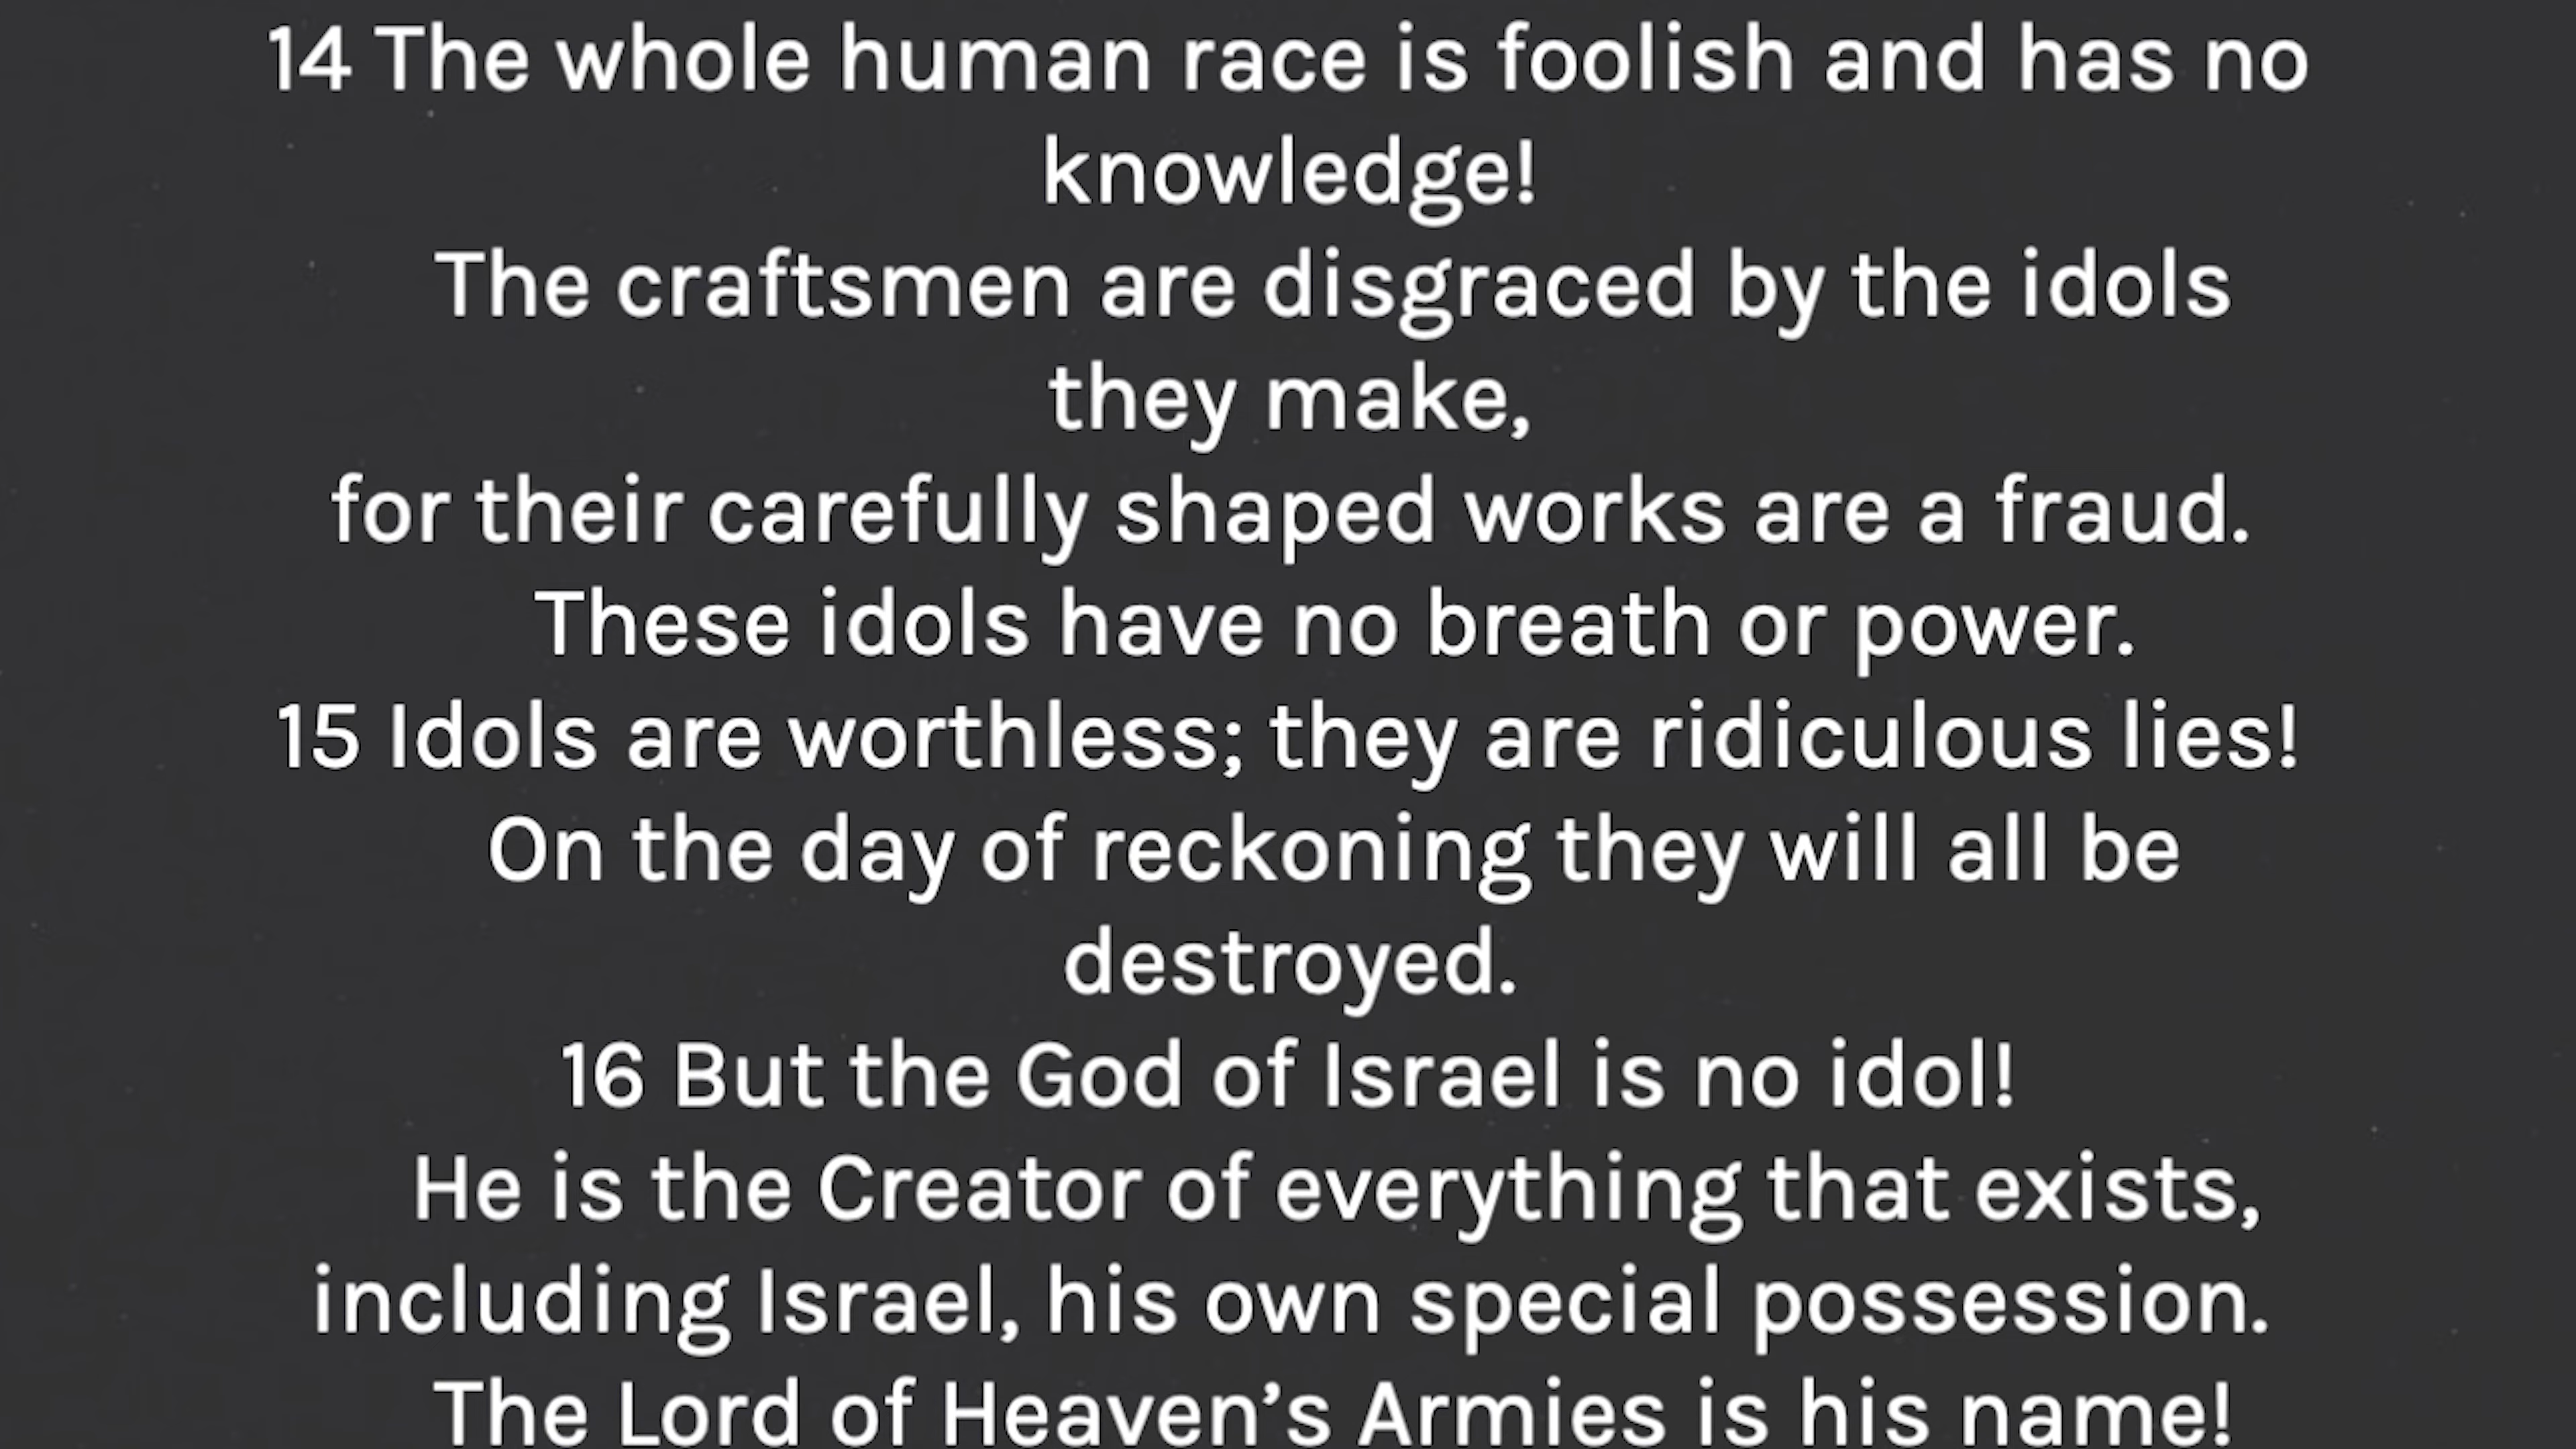 14 The whole human race is foolish and has no
knowledge!
The craftsmen are disgraced by the idols
they make,
for their carefully shaped works are a fraud.
These idols have no breath or power.
15 Idols are worthless; they are ridiculous lies!
On the day of reckoning they will all be
destroyed.
16 But the God of Israel is no idol!
He is the Creator of everything that exists,
including Israel, his own special possession.
The Lord of Heaven’s Armies is his name!